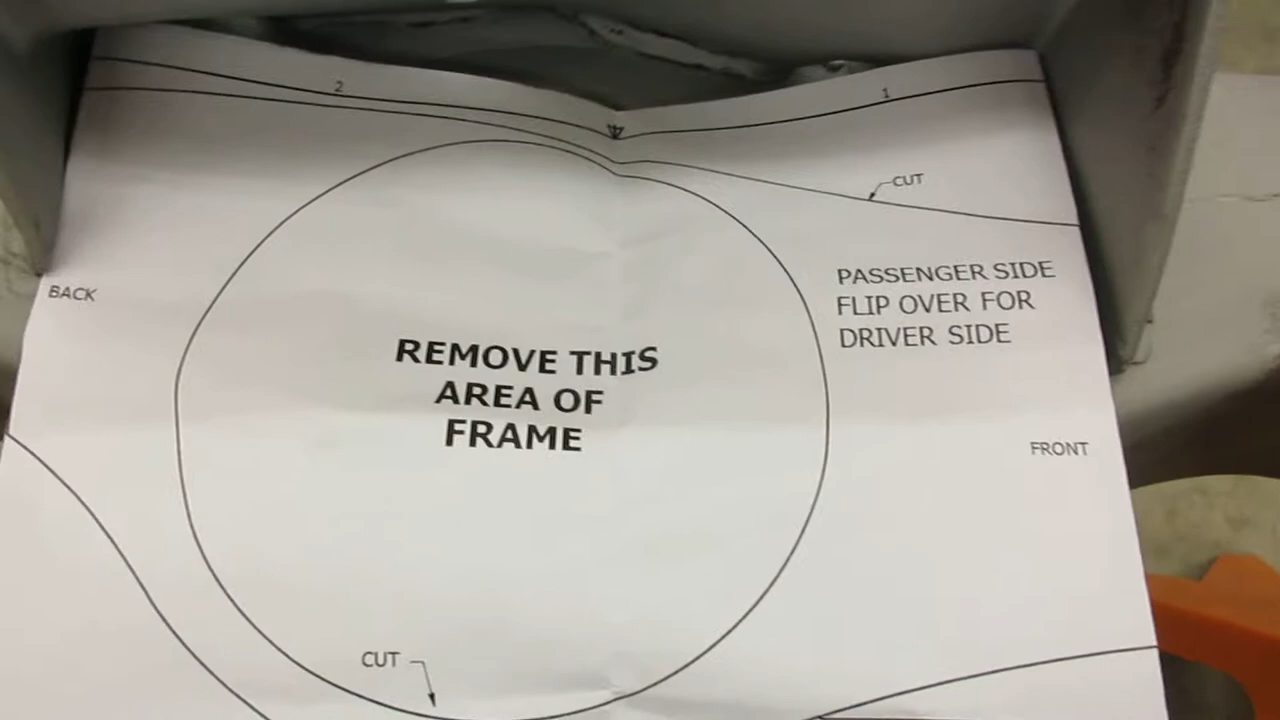 2
1
CUT
PASSENGER SIDE
FLIP OVER FOR
DRIVER SIDE
BACK
REMOVE THIS
AREA OF
FRAME
FRONT
CUT